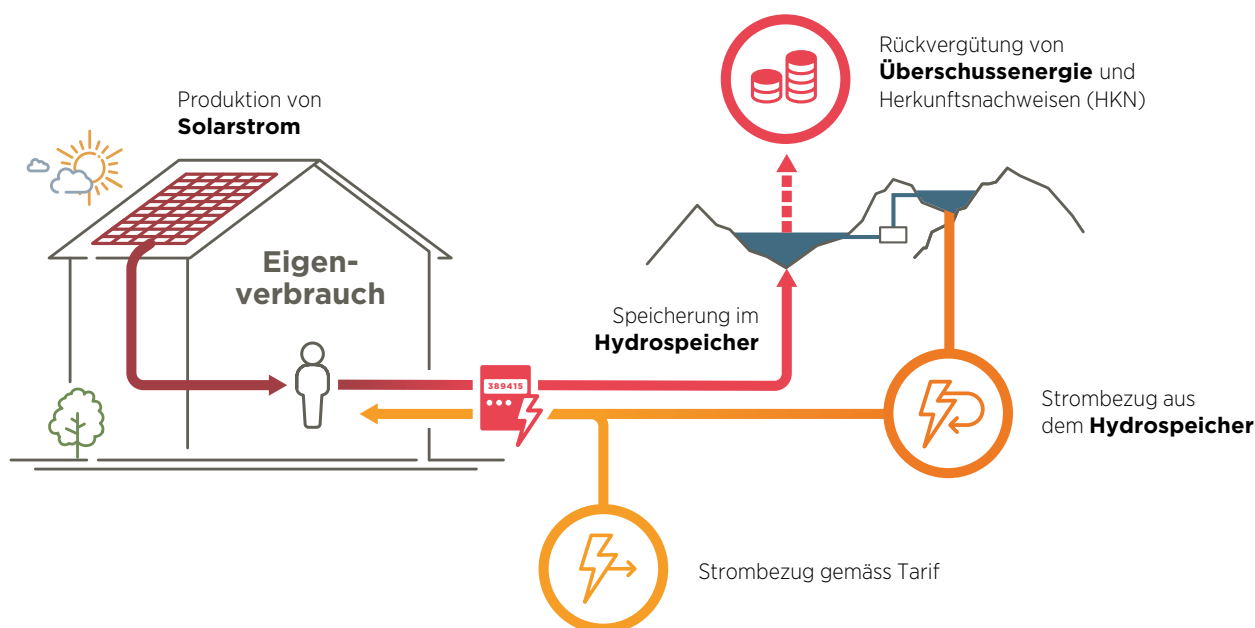 Produktion von
Solarstrom
Rückvergütung von
Überschussenergie und
Herkunftsnachweisen (HKN)
Eigen-
verbrauch
Speicherung im
Hydrospeicher
389415
Strombezug aus
dem Hydrospeicher
Strombezug gemäss Tarif